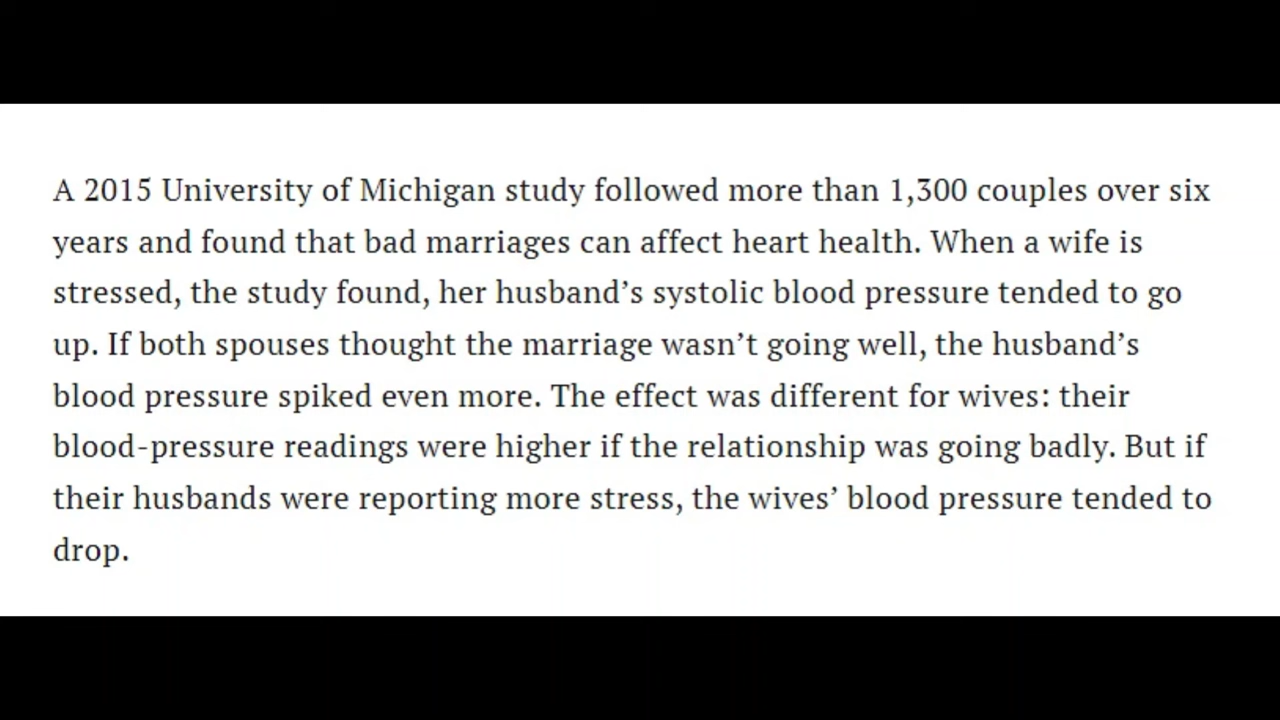 A 2015 University of Michigan study followed more than 1,300 couples over six
years and found that bad marriages can affect heart health. When a wife is
stressed, the study found, her husband’s systolic blood pressure tended to go
up. If both spouses thought the marriage wasn’t going well, the husband’s
blood pressure spiked even more. The effect was different for wives: their
blood-pressure readings were higher if the relationship was going badly. But if
their husbands were reporting more stress, the wives’ blood pressure tended to
drop.